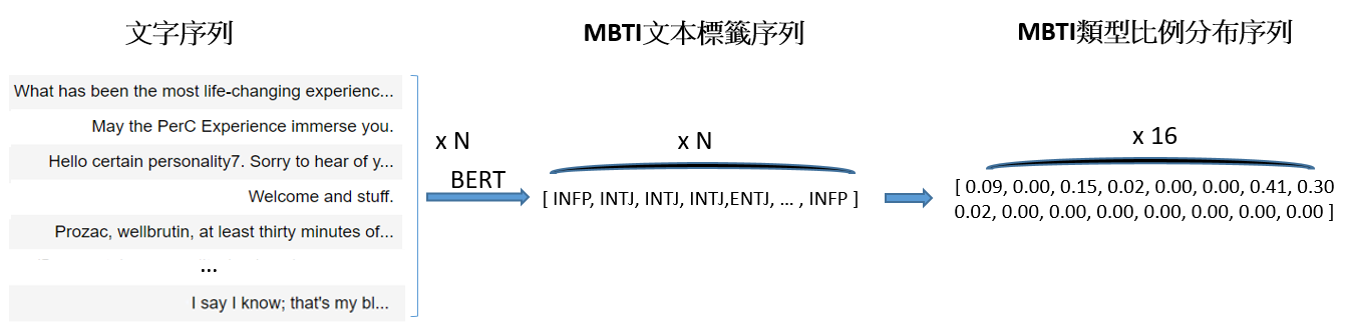 文字序列
MBTI文本標籤序列
MBTI類型比例分布序列
What has been the most life-changing experienc...
May the PerC Experience immerse you.
Hello certain personality7. Sorry to hear of y...
Welcome and stuff.
Prozac, wellbrutin, at least thirty minutes of...
...
I say I know; that's my bl...
x N
BERT
x N
[ INFP, INTJ, INTJ, INTJ,ENTJ, ... , INFP ]
x 16
[ 0.09, 0.00, 0.15, 0.02, 0.00, 0.00, 0.41, 0.30
0.02, 0.00, 0.00, 0.00, 0.00, 0.00, 0.00, 0.00 ]